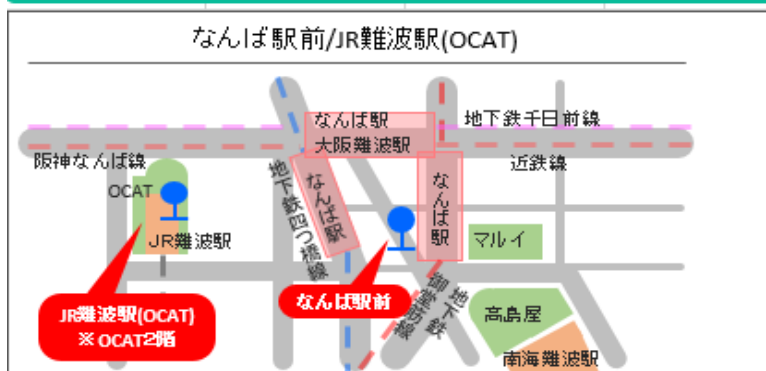 なんば駅前/JR難波駅(OCAT)
なんば駅
地下鉄千日前線
大阪難波駅
阪神なんば線
近鉄線
OCAT
なんば駅
なんば駅
地下鉄四つ橋線
JR難波駅
マルイ
なんば駅前
地下鉄
御堂筋線
JR難波駅(OCAT)
※ OCAT2階
高島屋
南海難波駅